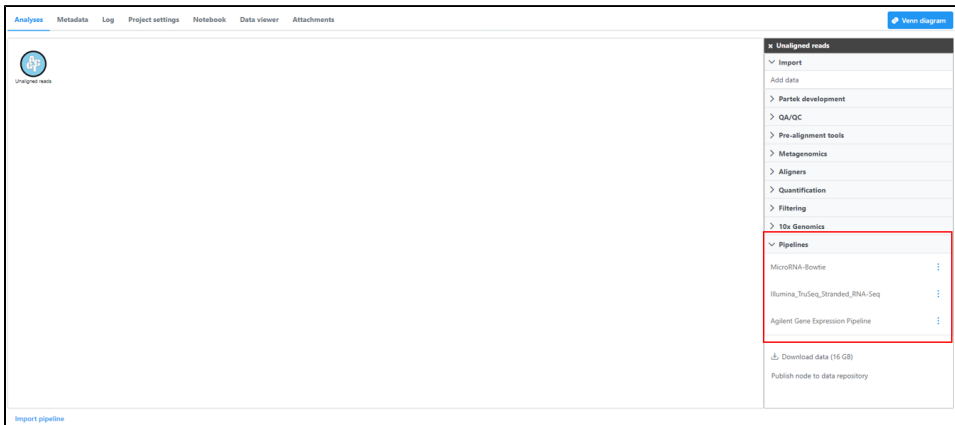 Analyses Metadata Log Project settings Notebook Data viewer Attachments
Venn diagram
Unaligned reads
x Unaligned reads
Import
Add data
Partek development
QA/QC
Pre-alignment tools
Metagenomics
Aligners
Quantification
Filtering
10x Genomics
Pipelines
MicroRNA-Bowtie
Illumina_TruSeq_Stranded_RNA-Seq
Agilent Gene Expression Pipeline
Download data (16 GB)
Publish node to data repository
Import pipeline